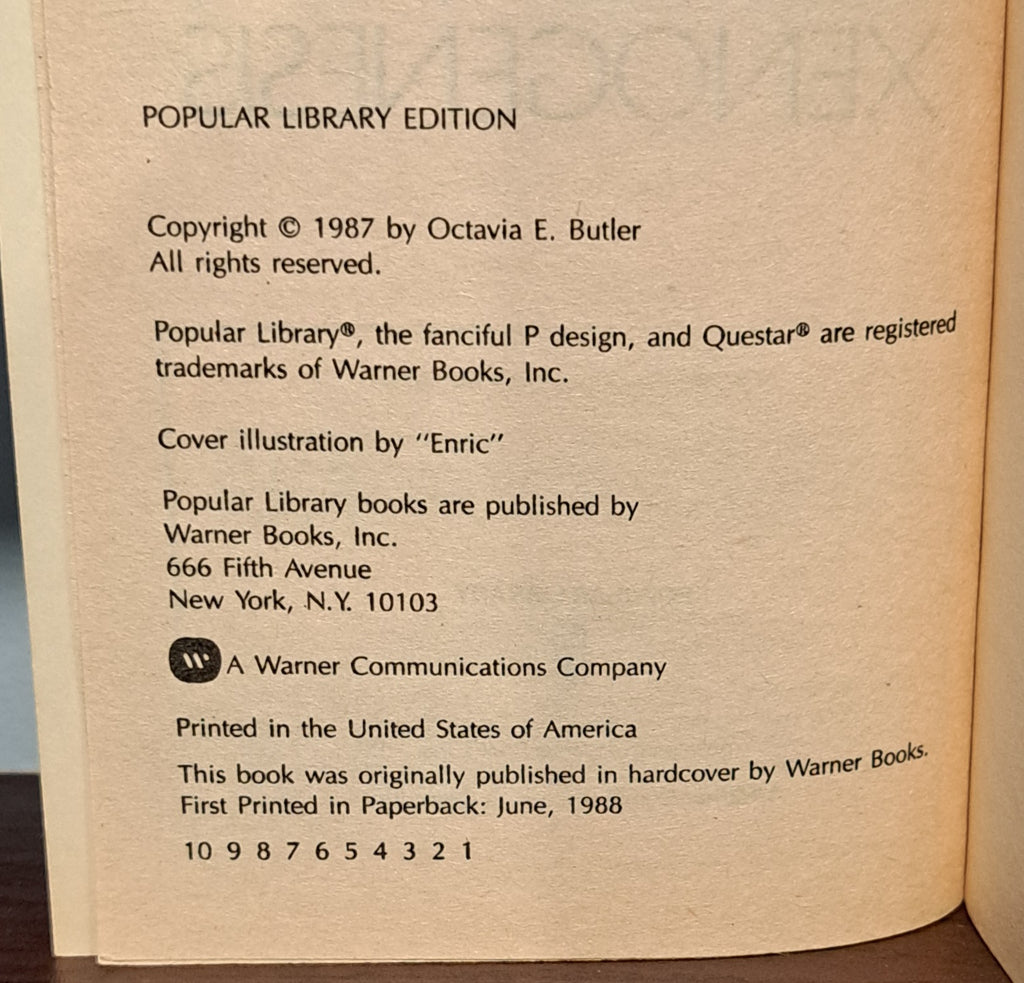 XENOGENESIS
POPULAR LIBRARY EDITION
Copyright © 1987 by Octavia E. Butler
All rights reserved.
Popular Library®, the fanciful P design, and Questar® are registered
trademarks of Warner Books, Inc.
Cover illustration by “Enric”
Popular Library books are published by
Warner Books, Inc.
666 Fifth Avenue
New York, N.Y. 10103
W A Warner Communications Company
Printed in the United States of America
This book was originally published in hardcover by Warner Books.
First Printed in Paperback: June, 1988
10 9 8 7 6 5 4 3 2 1